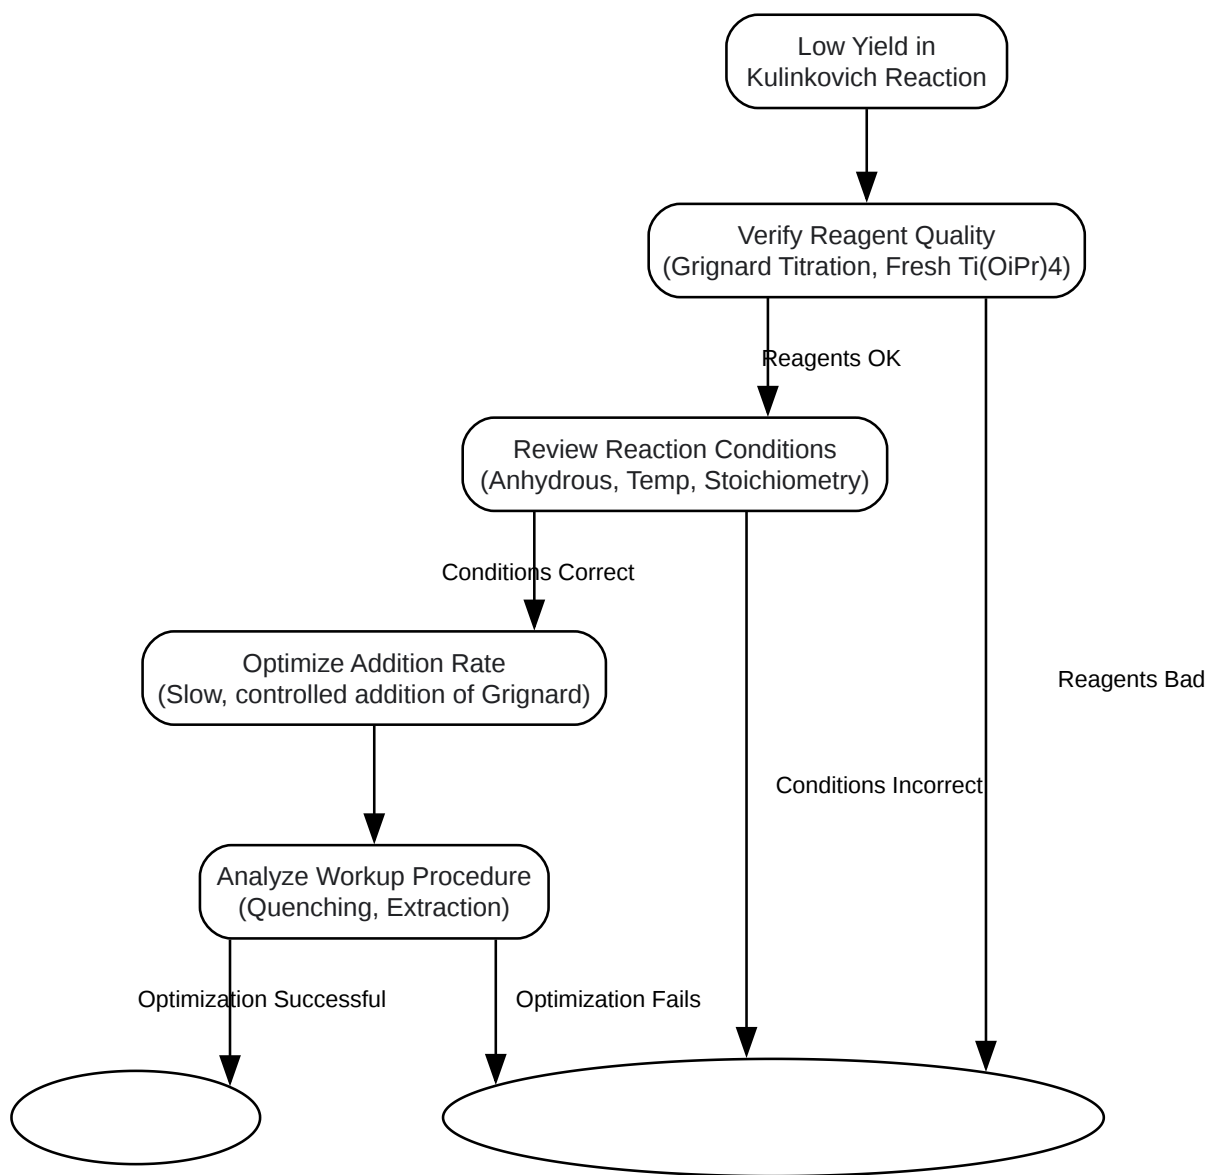 Low Yield in
Kulinkovich Reaction
Verify Reagent Quality
(Grignard Titration, Fresh Ti(OiPr)4)
Reagents OK
Review Reaction Conditions
(Anhydrous, Temp, Stoichiometry)
Conditions Correct
Optimize Addition Rate
(Slow, controlled addition of Grignard)
Reagents Bad
Conditions Incorrect
Analyze Workup Procedure
(Quenching, Extraction)
Optimization Successful
Optimization Fails